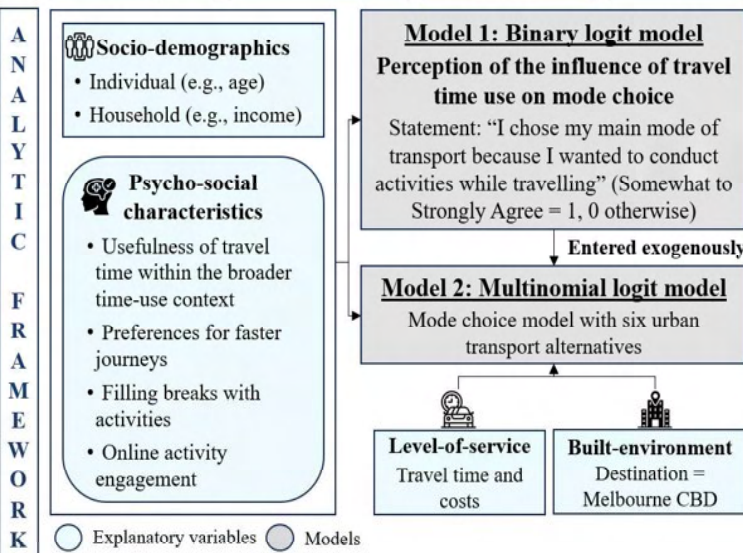 ANALYTIC FRAMEWORK
Socio-demographics
• Individual (e.g., age)
• Household (e.g., income)
Psycho-social
characteristics
• Usefulness of travel
time within the broader
time-use context
• Preferences for faster
journeys
• Filling breaks with
activities
• Online activity
engagement
Model 1: Binary logit model
Perception of the influence of travel
time use on mode choice
Statement: “I chose my main mode of
transport because I wanted to conduct
activities while travelling” (Somewhat to
Strongly Agree = 1, 0 otherwise)
Entered exogenously
Model 2: Multinomial logit model
Mode choice model with six urban
transport alternatives
Level-of-service
Travel time and
costs
Built-environment
Destination =
Melbourne CBD
Explanatory variables
Models